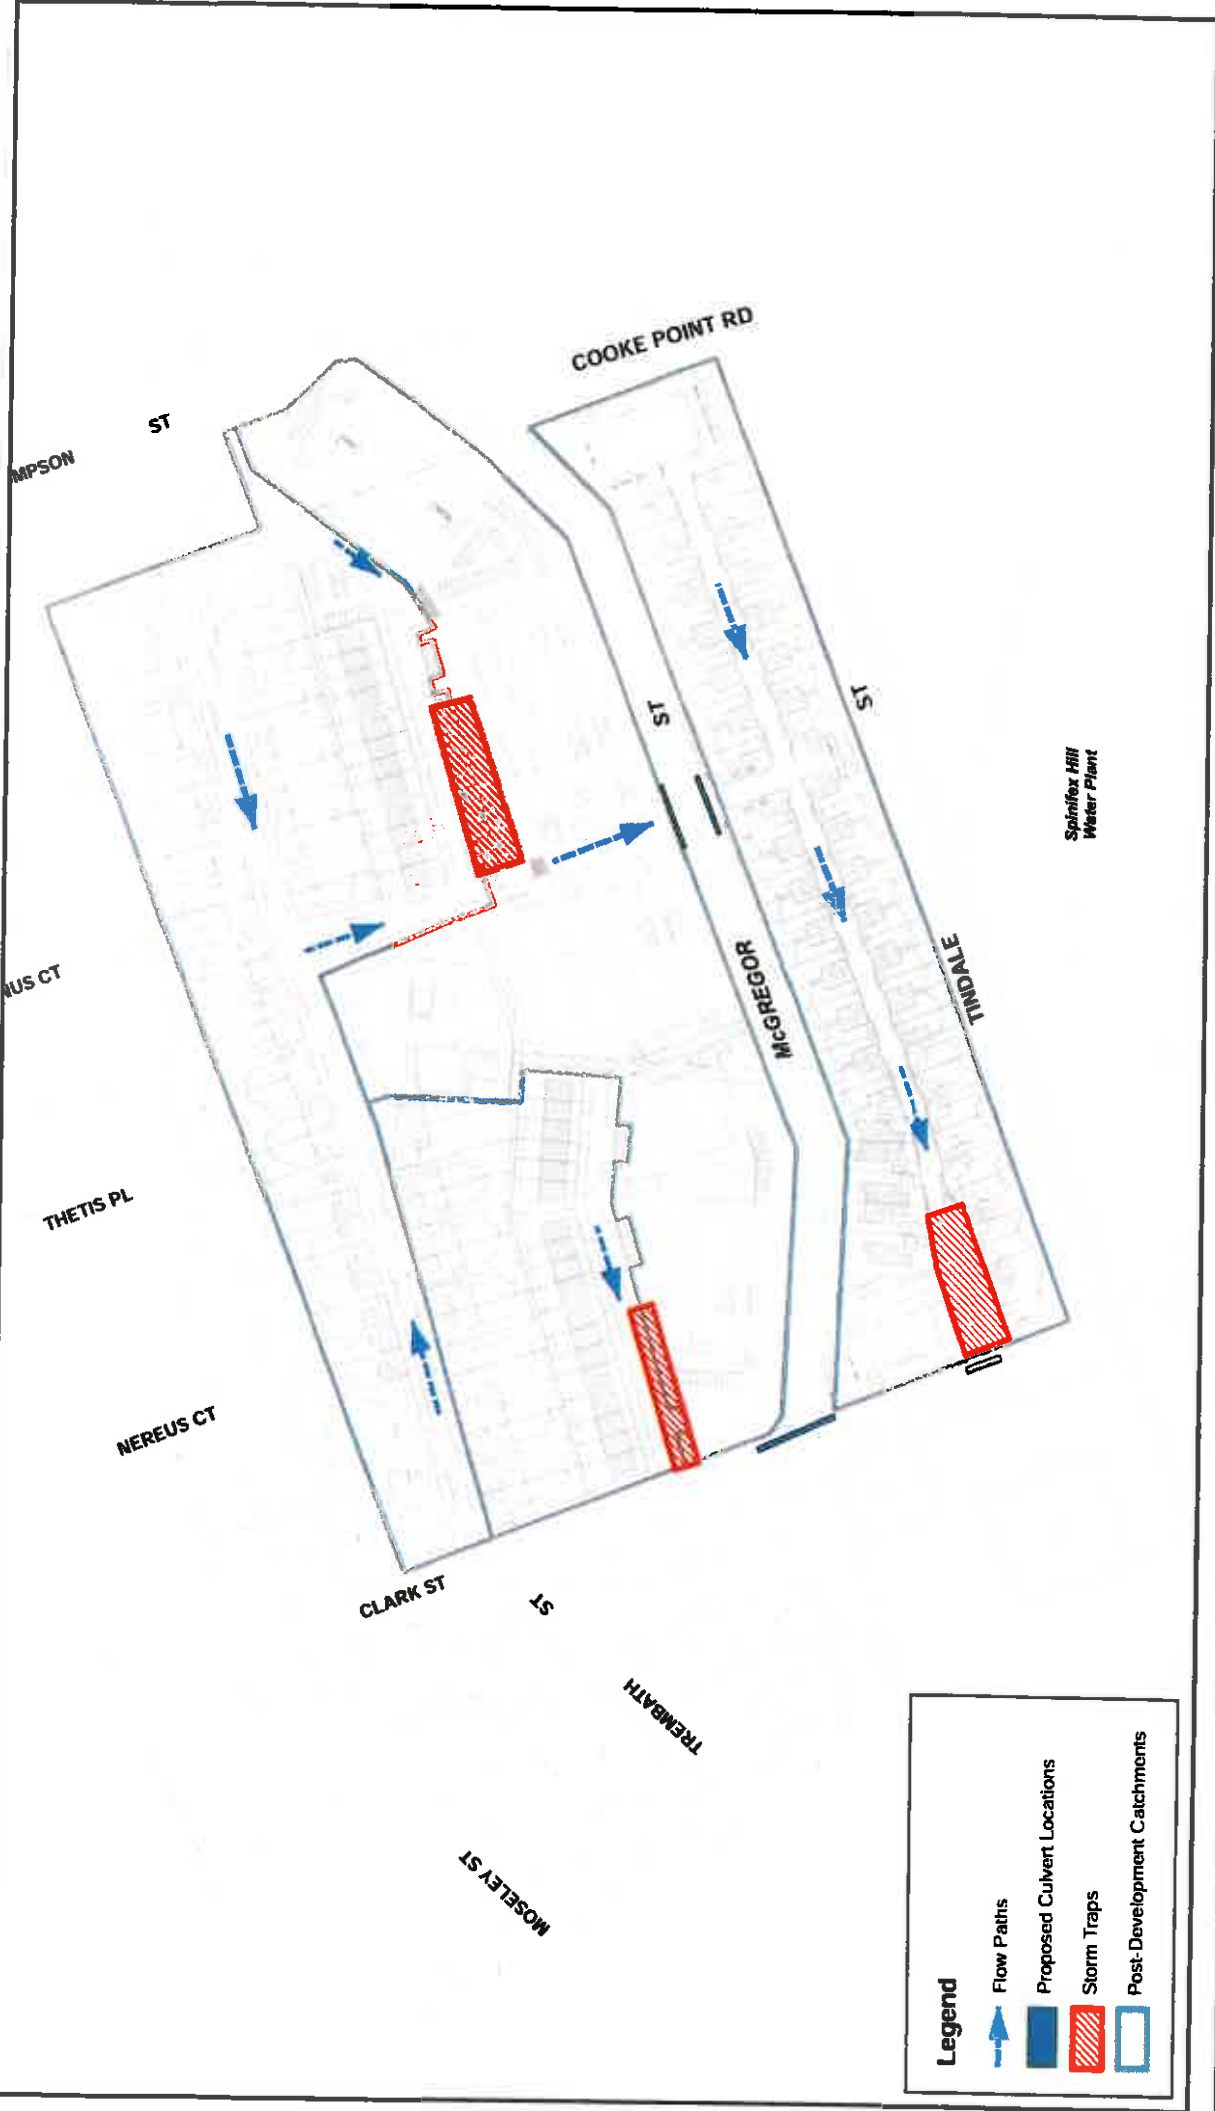 COOKE POINT RD
ST
MPSON
ST
ST
Spinifex Hill
Water Plant
McGREGOR
TINDALE
NUS CT
THETIS PL
NEREUS CT
CLARK ST
ST
TREMBATH
MOSELEY ST
Legend
Flow Paths
Proposed Culvert Locations
Storm Traps
Post-Development Catchments